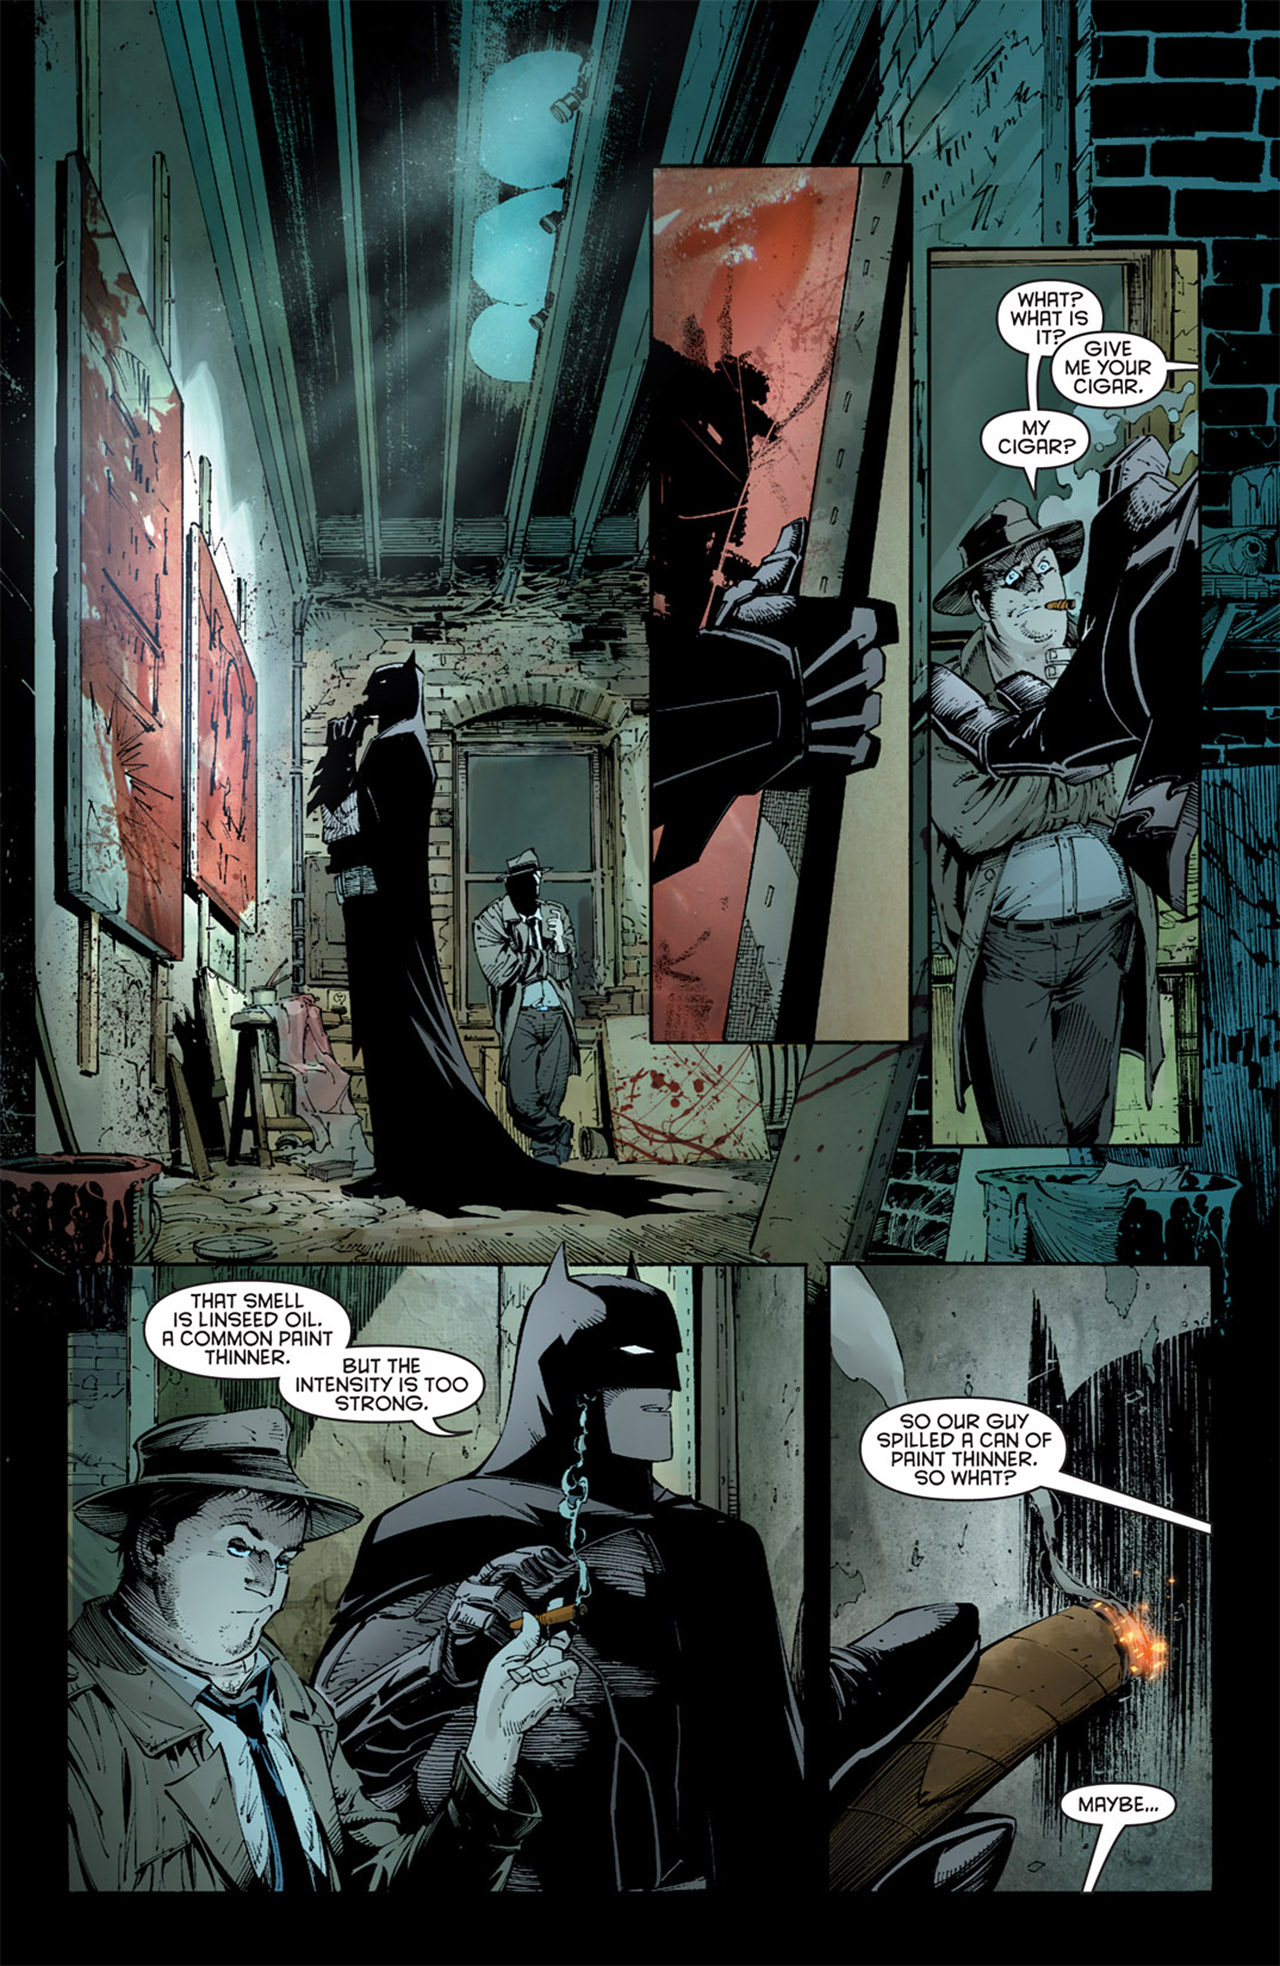 WHAT?
WHAT IS
IT?
GIVE
ME YOUR
CIGAR.
MY
CIGAR?
THAT SMELL
IS LINSEED OIL.
A COMMON PAINT
THINNER.
BUT THE
INTENSITY IS TOO
STRONG.
SO OUR GUY
SPILLED A CAN OF
PAINT THINNER.
SO WHAT?
MAYBE...